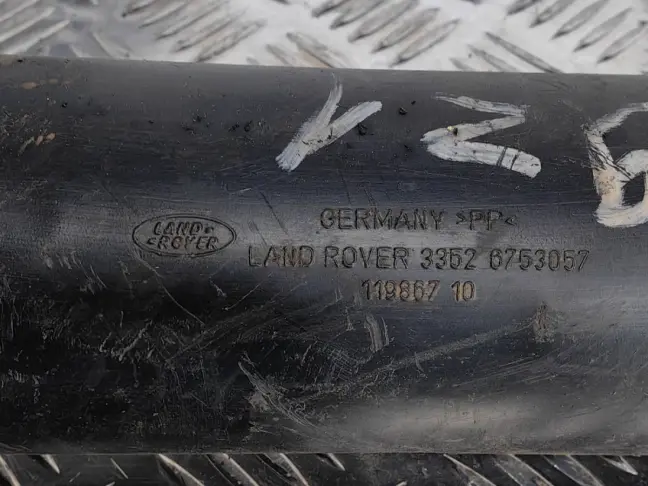 GERMANY >PP<
LAND-
-ROVER
LAND ROVER 3352 6753057
119867 10